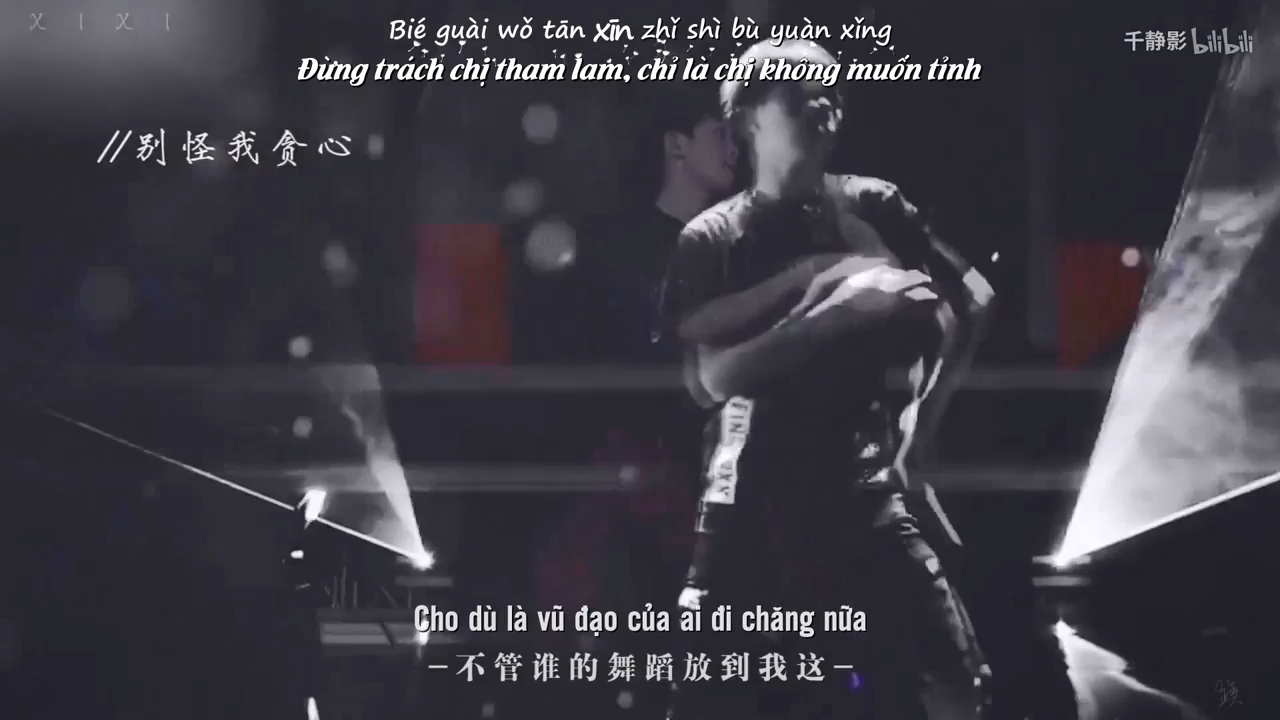 X I X I
Bié guài wǒ tān xīn zhǐ shì bù yuàn xǐng
千静影 bilibili
Đừng trách chị tham lam, chỉ là chị không muốn tỉnh
//别怪我贪心
Cho dù là vũ đạo của ai đi chăng nữa
–不管谁的舞蹈放到我这–